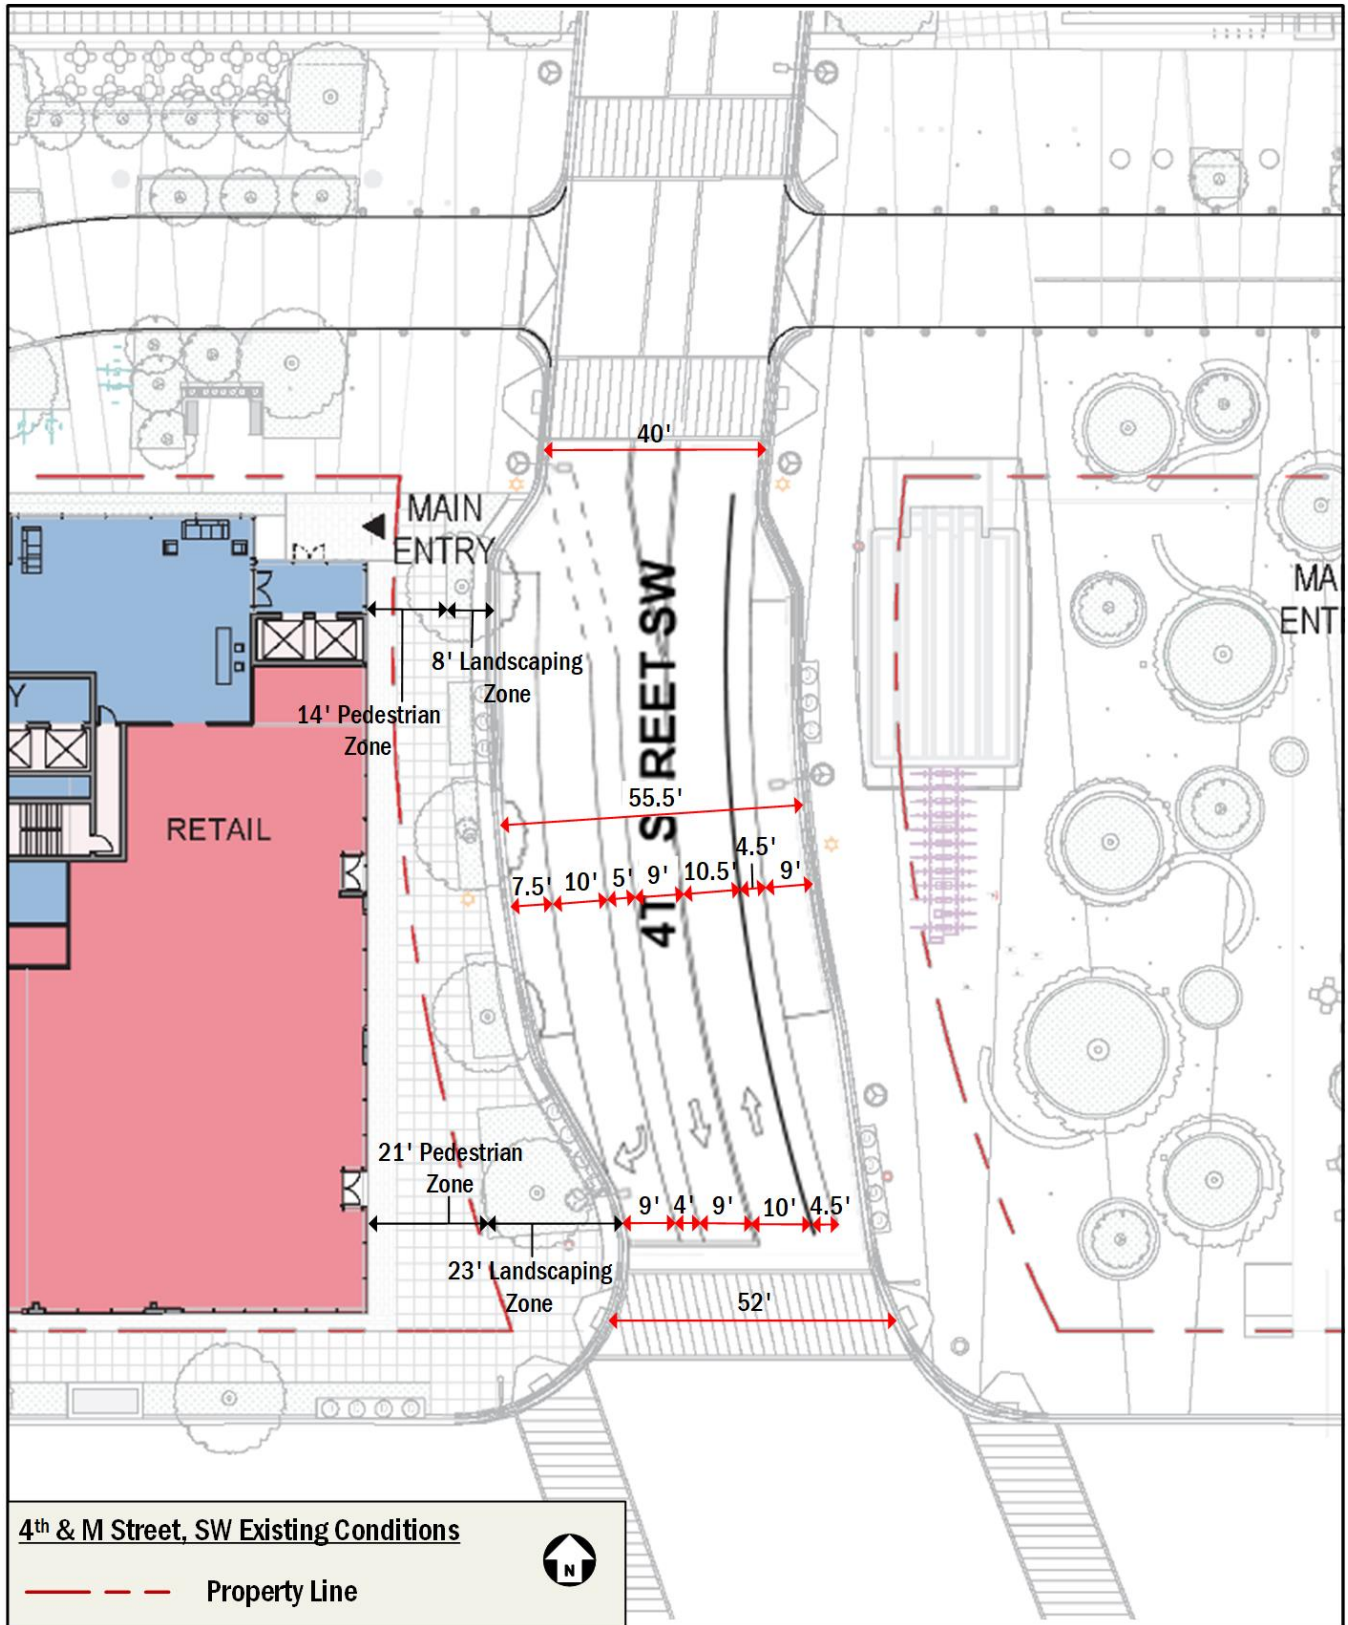 40'
MAIN
ENTRY
MA
ENT
8' Landscaping
Zone
14' Pedestrian
Zone
Y
4T S REET SW
55.5'
RETAIL
4.5'
7.5' 10' 5' 9' 10.5' 9'
21' Pedestrian
Zone
9' 4' 9' 10' 4.5'
23' Landscaping
Zone
52'
4th & M Street, SW Existing Conditions
N
Property Line